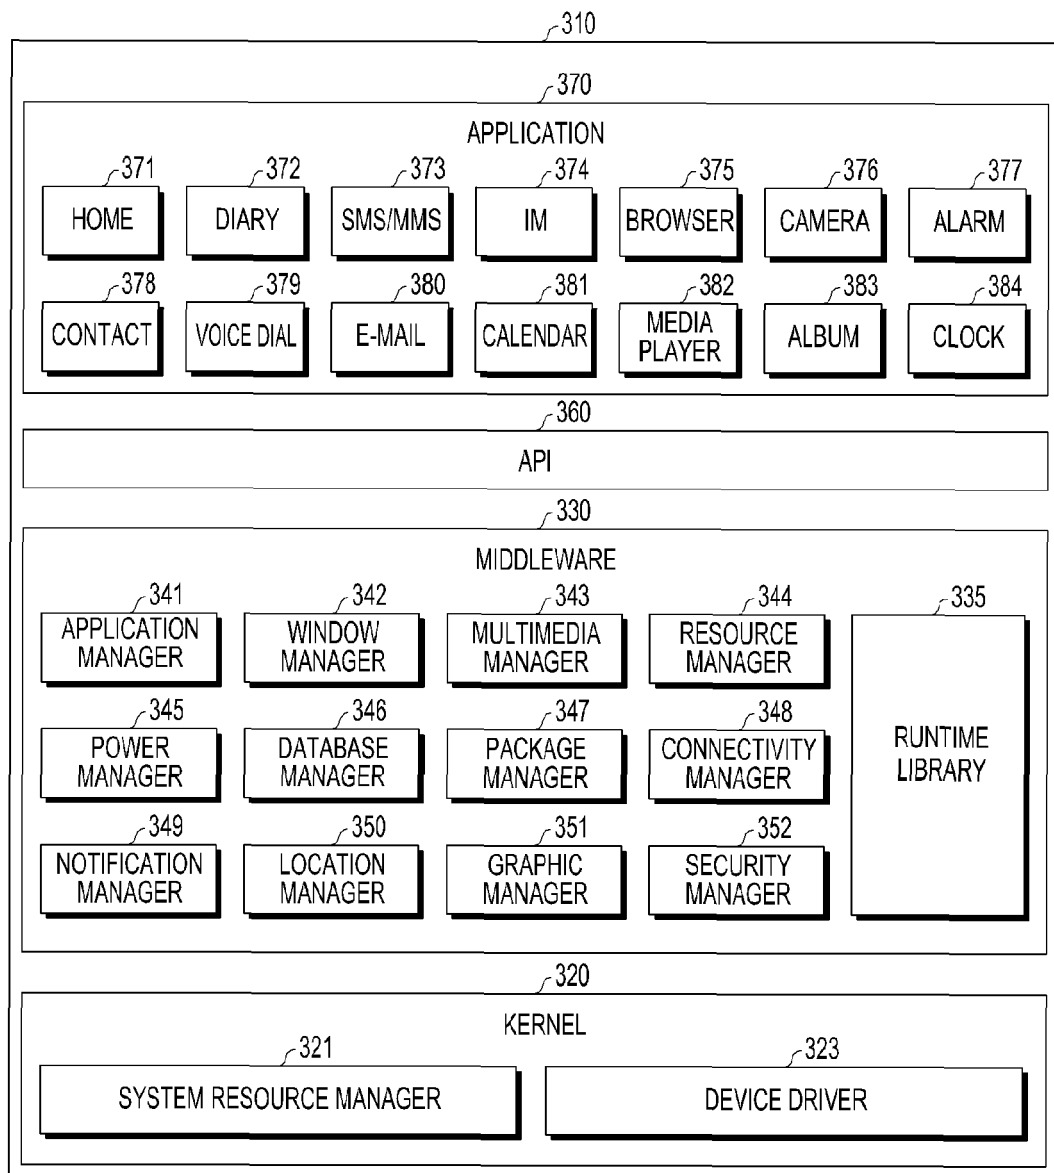 310
370
APPLICATION
371 372 373 374 375 376 377
HOME DIARY SMS/MMS IM BROWSER CAMERA ALARM
378 379 380 381 382 383 384
CONTACT VOICE DIAL E-MAIL CALENDAR MEDIA PLAYER ALBUM CLOCK
360
API
330
MIDDLEWARE
341 342 343 344 335
APPLICATION MANAGER WINDOW MANAGER MULTIMEDIA MANAGER RESOURCE MANAGER
345 346 347 348
POWER MANAGER DATABASE MANAGER PACKAGE MANAGER CONNECTIVITY MANAGER RUNTIME LIBRARY
349 350 351 352
NOTIFICATION MANAGER LOCATION MANAGER GRAPHIC MANAGER SECURITY MANAGER
320
KERNEL
321 323
SYSTEM RESOURCE MANAGER DEVICE DRIVER